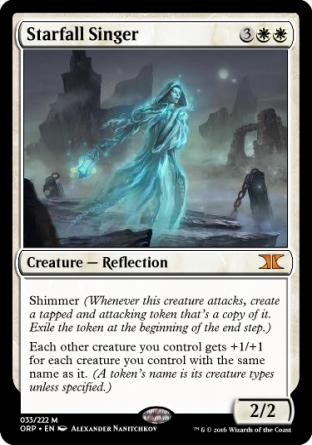 Starfall Singer 3
Creature — Reflection
Shimmer (Whenever this creature attacks, create
a tapped and attacking token that's a copy of it.
Exile the token at the beginning of the end step.)
Each other creature you control gets +1/+1
for each creature you control with the same
name as it. (A token's name is its creature types
unless specified.)
2/2
033/222 M
ORP • EN ALEXANDER NANITCHKOV
™ & © 2016 Wizards of the Coast